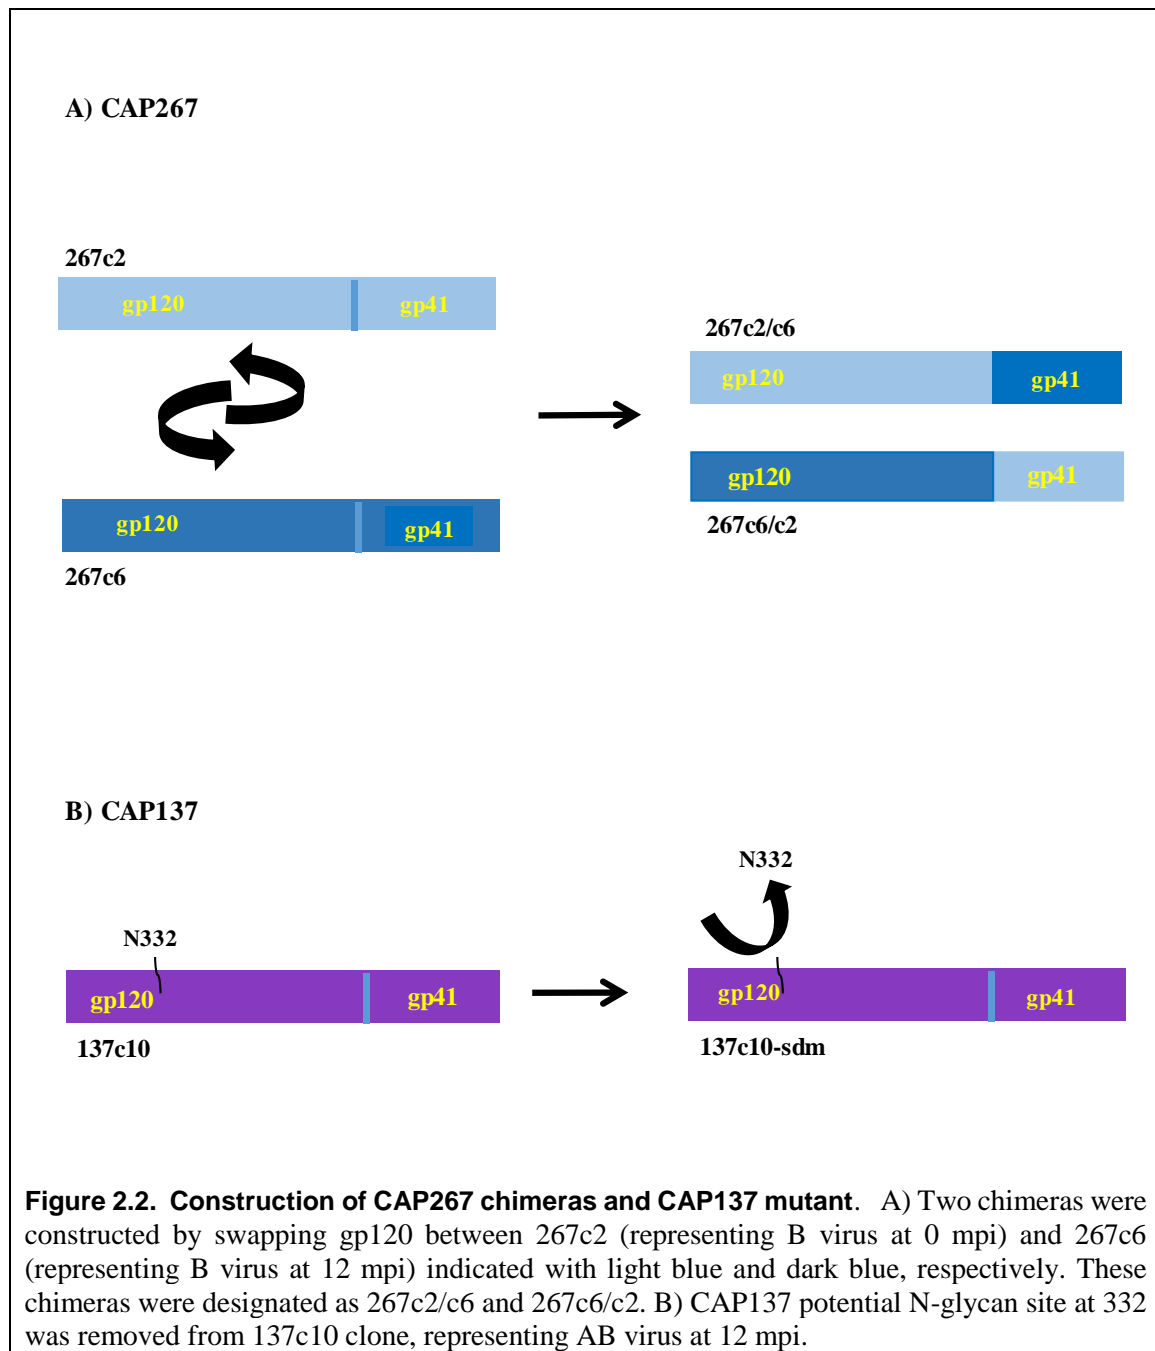 A) CAP267
267c2
gp120 gp41
gp120 gp41
267c6
267c2/c6
gp120 gp41
gp120 gp41
267c6/c2
B) CAP137
N332
gp120 gp41
137c10
N332
gp120 gp41
137c10-sdm
Figure 2.2. Construction of CAP267 chimeras and CAP137 mutant. A) Two chimeras were
constructed by swapping gp120 between 267c2 (representing B virus at 0 mpi) and 267c6
(representing B virus at 12 mpi) indicated with light blue and dark blue, respectively. These
chimeras were designated as 267c2/c6 and 267c6/c2. B) CAP137 potential N-glycan site at 332
was removed from 137c10 clone, representing AB virus at 12 mpi.